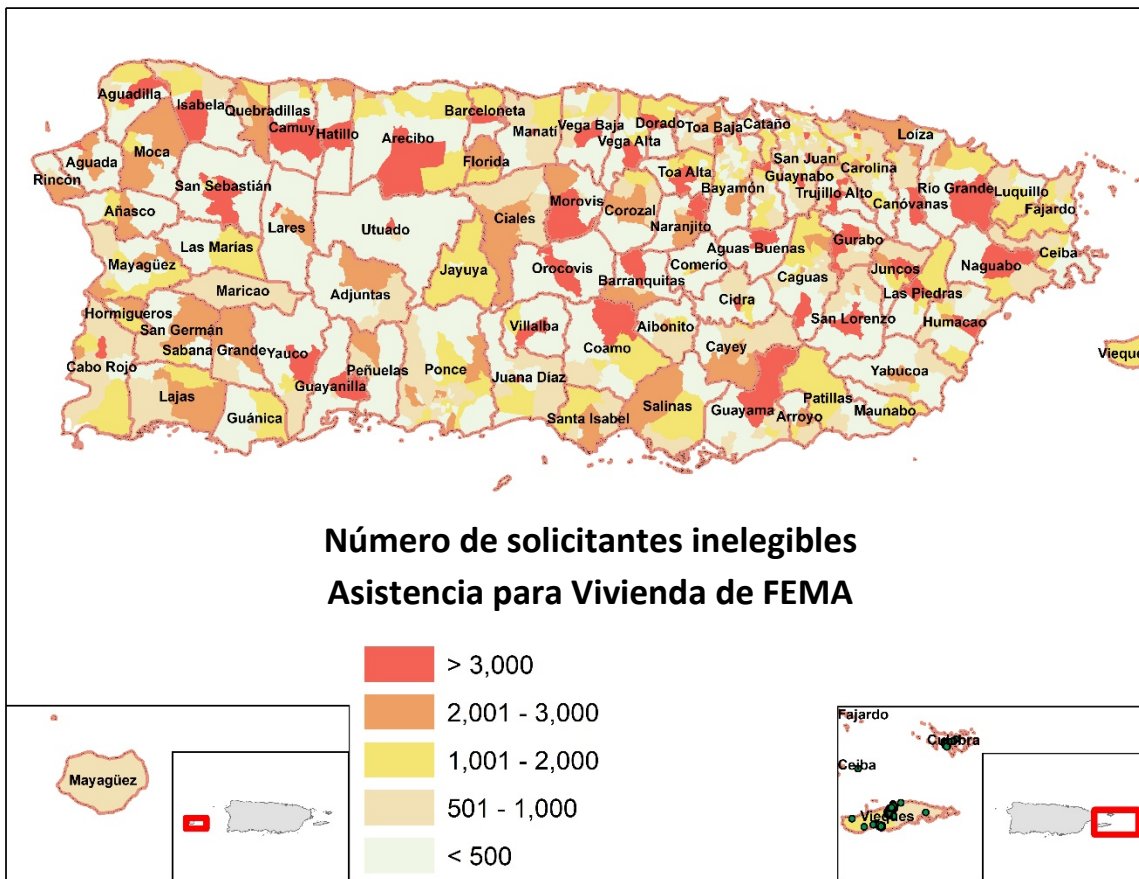 Aguadilla
Isabela
Quebradillas
Camuy
Hatillo
Arecibo
Barceloneta
Manatí
Vega Baja
Vega Alta
Dorado
Toa Baja
Cataño
Loíza
Aguada
Rincón
Moca
San Sebastián
Florida
Toa Alta
Bayamón
San Juan
Guaynabo
Carolina
Trujillo Alto
Canóvanas
Río Grande
Luquillo
Fajardo
Añasco
Lares
Utuado
Ciales
Morovis
Corozal
Naranjito
Las Marías
Mayagüez
Jayuya
Orocovis
Barranquitas
Comerío
Aguas Buenas
Gurabo
Caguas
Juncos
Naguabo
Ceiba
Maricao
Adjuntas
Cidra
Las Piedras
Hormigueros
San Germán
Sabana Grande
Villalba
Aibonito
San Lorenzo
Humacao
Cabo Rojo
Yauco
Guayanilla
Peñuelas
Ponce
Juana Díaz
Coamo
Cayey
Yabucoa
Vieque
Lajas
Guánica
Santa Isabel
Salinas
Guayama
Arroyo
Patillas
Maunabo
Número de solicitantes inelegibles
Asistencia para Vivienda de FEMA
> 3,000
2,001 - 3,000
1,001 - 2,000
501 - 1,000
< 500
Mayagüez
Fajardo
Culebra
Ceiba
Vieques